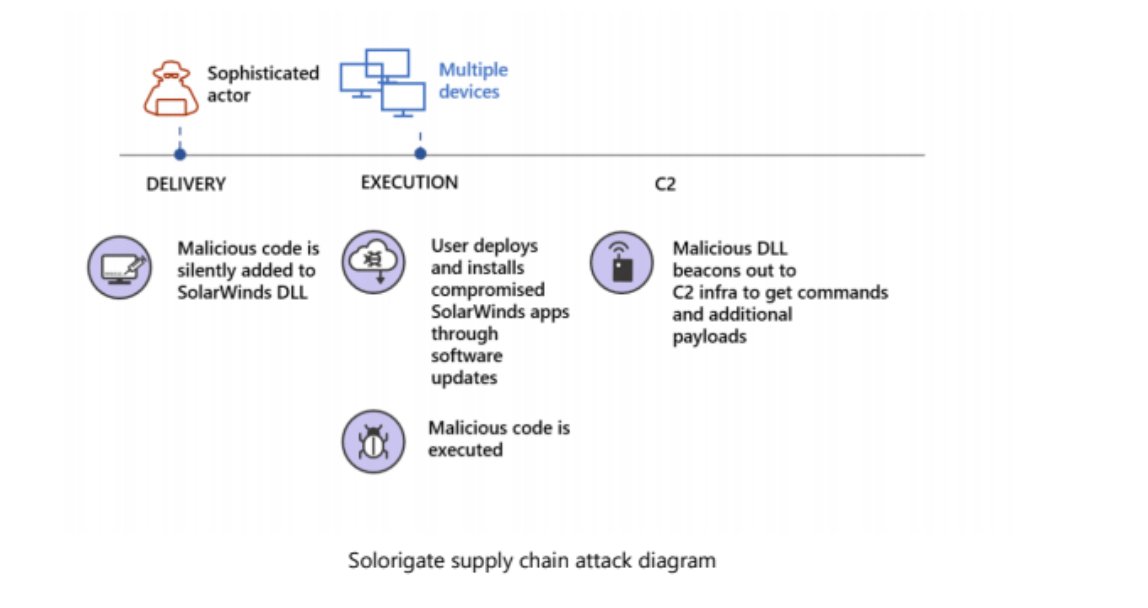 Sophisticated
actor
Multiple
devices
DELIVERY
EXECUTION
C2
Malicious code is
silently added to
SolarWinds DLL
User deploys
and installs
compromised
SolarWinds apps
through
software
updates
Malicious DLL
beacons out to
C2 infra to get commands
and additional
payloads
Malicious code is
executed
Solorigate supply chain attack diagram